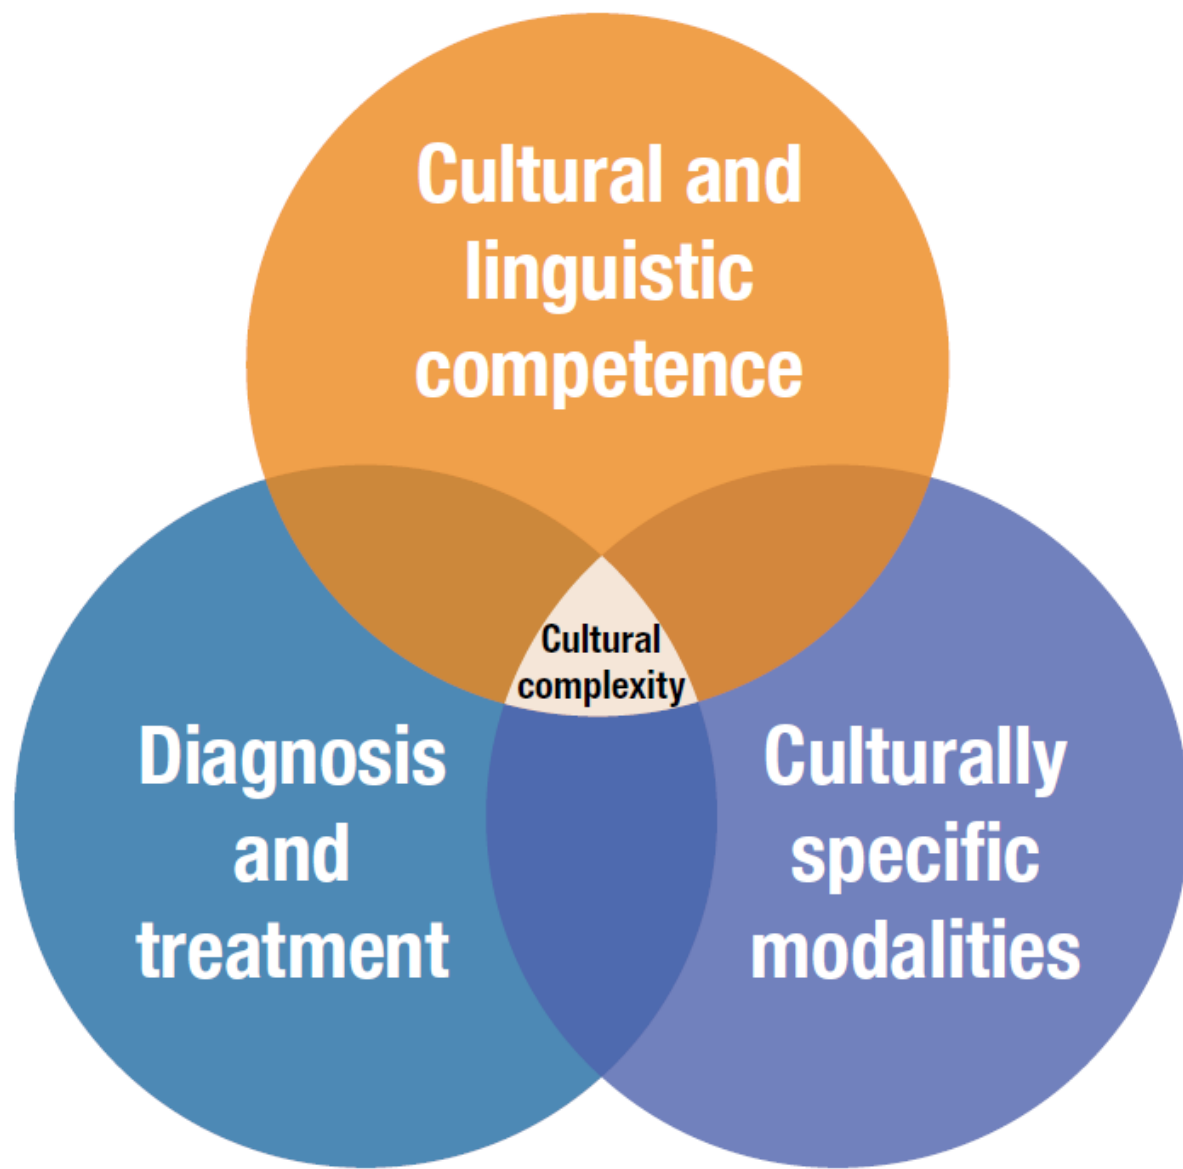 Cultural and
linguistic
competence
Cultural
complexity
Diagnosis
and
treatment
Culturally
specific
modalities